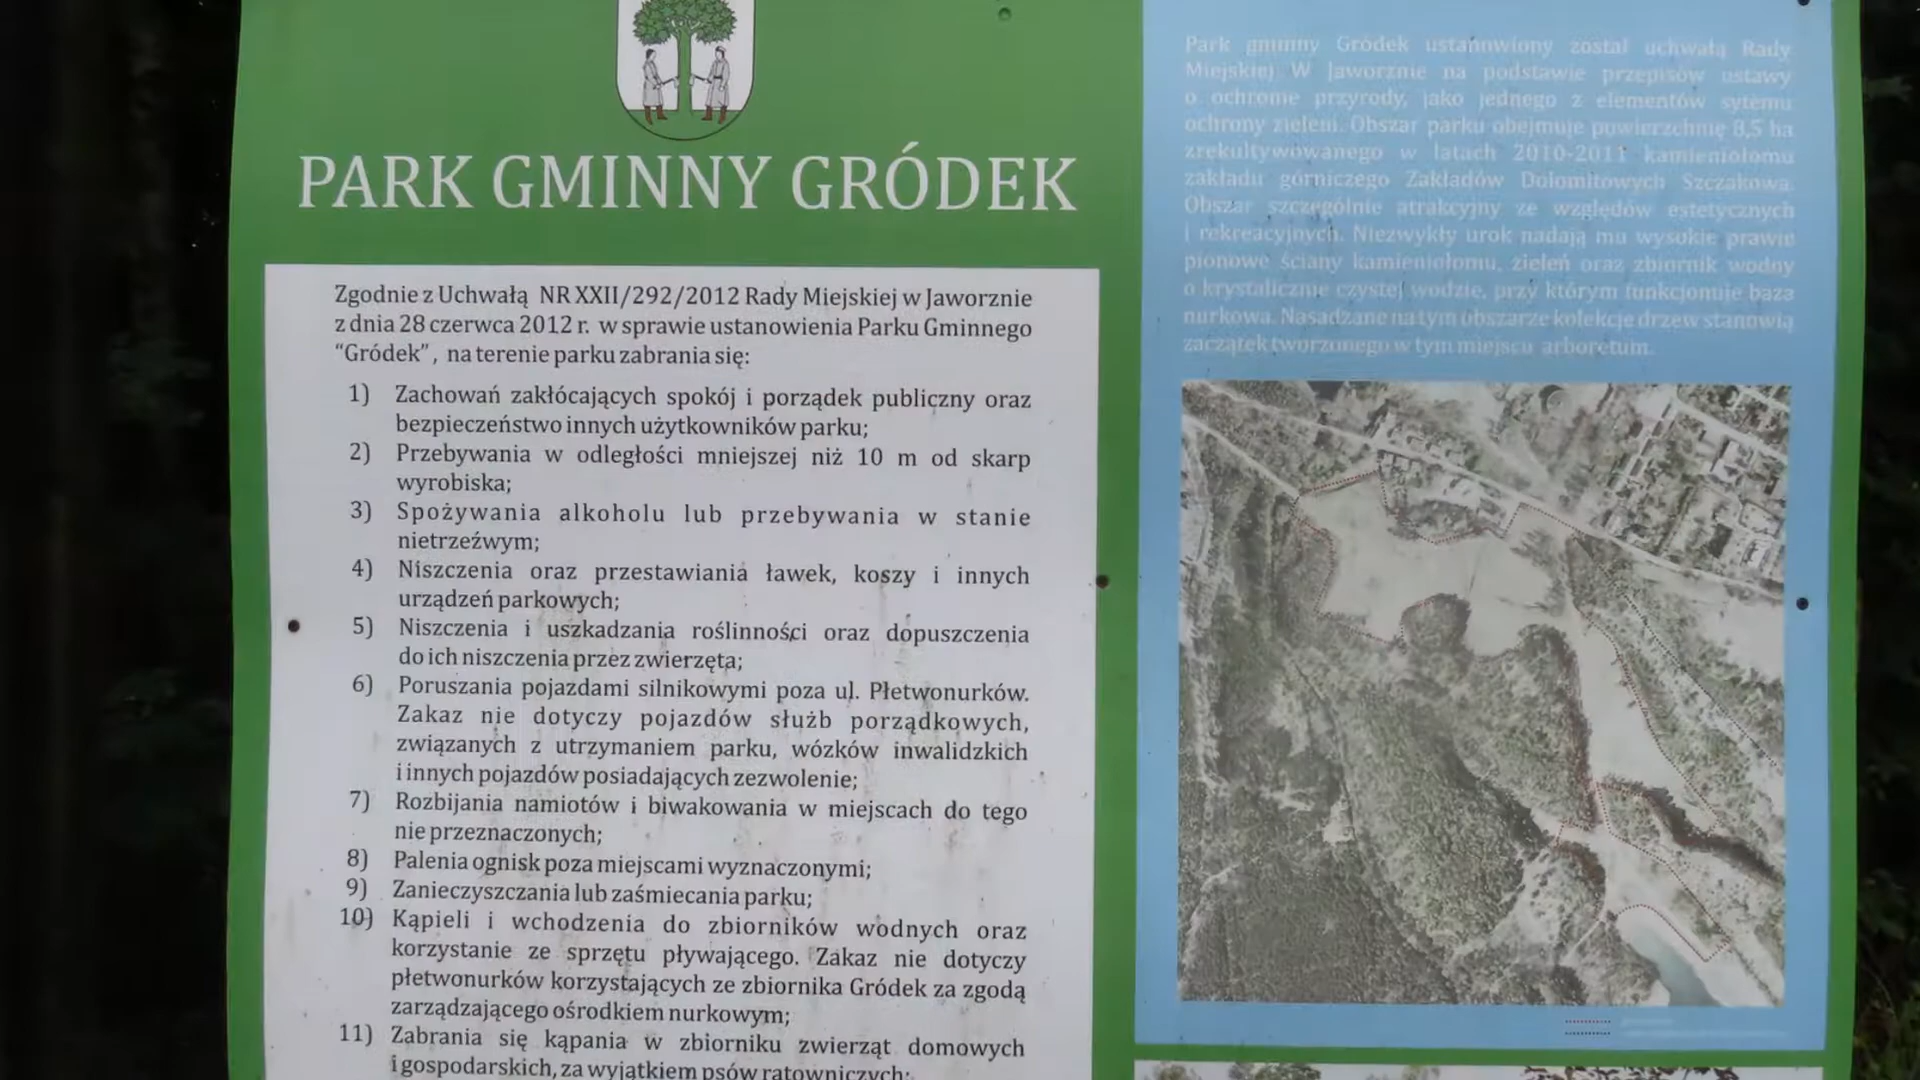 PARK GMINNY GRÓDEK
Zgodnie z Uchwałą NR XXII/292/2012 Rady Miejskiej w Jaworznie
z dnia 28 czerwca 2012 r. w sprawie ustanowienia Parku Gminnego
“Gródek”, na terenie parku zabrania się:
1) Zachowań zakłócających spokój i porządek publiczny oraz
bezpieczeństwo innych użytkowników parku;
2) Przebywania w odległości mniejszej niż 10 m od skarp
wyrobiska;
3) Spożywania alkoholu lub przebywania w stanie
nietrzeźwym;
4) Niszczenia oraz przestawiania ławek, koszy i innych
urządzeń parkowych;
5) Niszczenia i uszkadzania roślinności oraz dopuszczenia
do ich niszczenia przez zwierzęta;
6) Poruszania pojazdami silnikowymi poza ul. Płetwonurków.
Zakaz nie dotyczy pojazdów służb porządkowych,
związanych z utrzymaniem parku, wózków inwalidzkich
i innych pojazdów posiadających zezwolenie;
7) Rozbijania namiotów i biwakowania w miejscach do tego
nie przeznaczonych;
8) Palenia ognisk poza miejscami wyznaczonymi;
9) Zanieczyszczania lub zaśmiecania parku;
10) Kąpieli i wchodzenia do zbiorników wodnych oraz
korzystanie ze sprzętu pływającego. Zakaz nie dotyczy
płetwonurków korzystających ze zbiornika Gródek za zgodą
zarządzającego ośrodkiem nurkowym;
11) Zabrania się kąpania w zbiorniku zwierząt domowych
i gospodarskich, za wyjątkiem psów ratowniczych;
Park gminny Gródek ustanowiony został uchwałą Rady
Miejskiej W Jaworznie na podstawie przepisów ustawy
o ochronie przyrody, jako jednego z elementów sytemu
ochrony zieleni. Obszar parku obejmuje powierzchnię 8,5 ha
zrekultywowanego w latach 2010-2011 kamieniołomu
zakładu górniczego Zakładów Dolomitowych Szczakowa.
Obszar szczególnie atrakcyjny ze względów estetycznych
i rekreacyjnych. Niezwykły urok nadają mu wysokie prawie
pionowe ściany kamieniołomu, zieleń oraz zbiornik wodny
o krystalicznie czystej wodzie, przy którym funkcjonuje baza
nurkowa. Nasadzane na tym obszarze kolekcje drzew stanowią
zaczątek tworzonego w tym miejscu arboretum.